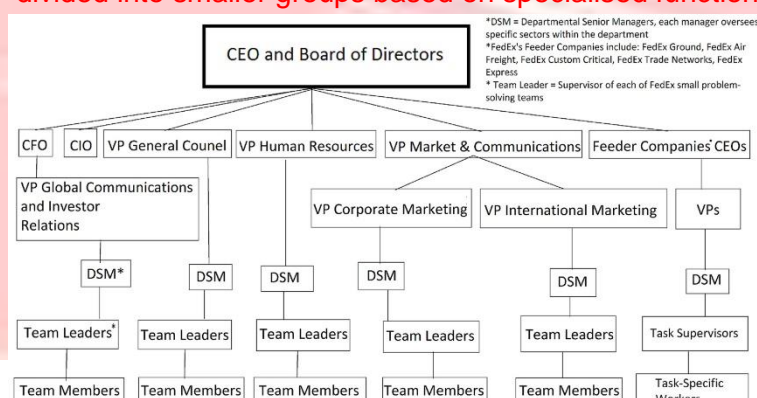 divided into smaller groups based on specialised function
*DSM = Departmental Senior Managers, each manager oversees
specific sectors within the department
*FedEx's Feeder Companies include: FedEx Ground, FedEx Air
Freight, FedEx Custom Critical, FedEx Trade Networks, FedEx
Express
* Team Leader = Supervisor of each of FedEx small problem-
solving teams
CEO and Board of Directors
CFO
CIO
VP General Counel
VP Human Resources
VP Market & Communications
Feeder Companies* CEOs
VP Global Communications
and Investor
Relations
VP Corporate Marketing
VP International Marketing
VPs
DSM*
DSM
DSM
DSM
DSM
DSM
Team Leaders*
Team Leaders
Team Leaders
Team Leaders
Team Leaders
Task Supervisors
Team Members
Team Members
Team Members
Team Members
Team Members
Task-Specific
Workers